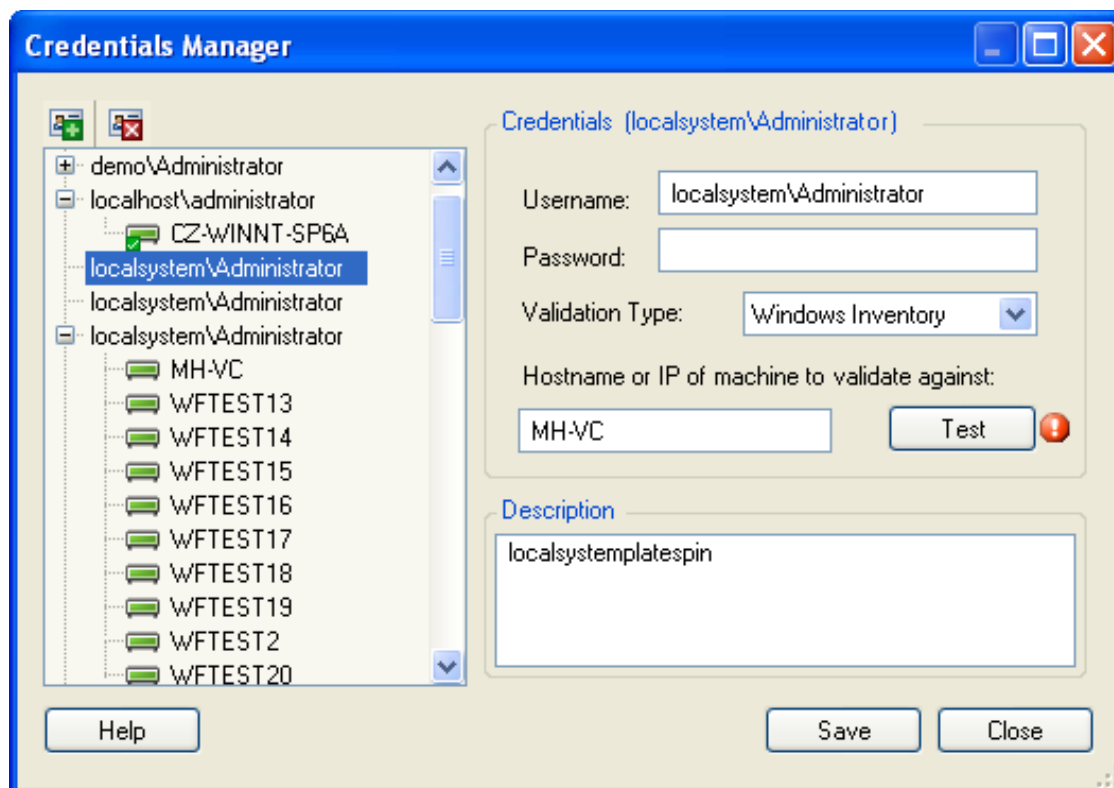 Credentials Manager
demo\Administrator
localhost\administrator
CZ-WINNT-SP6A
localsystem\Administrator
localsystem\Administrator
localsystem\Administrator
MH-VC
WFTEST13
WFTEST14
WFTEST15
WFTEST16
WFTEST17
WFTEST18
WFTEST19
WFTEST2
WFTEST20
Credentials (localsystem\Administrator)
Username: localsystem\Administrator
Password:
Validation Type: Windows Inventory
Hostname or IP of machine to validate against:
MH-VC Test
Description
localsystemplatespin
Help Save Close